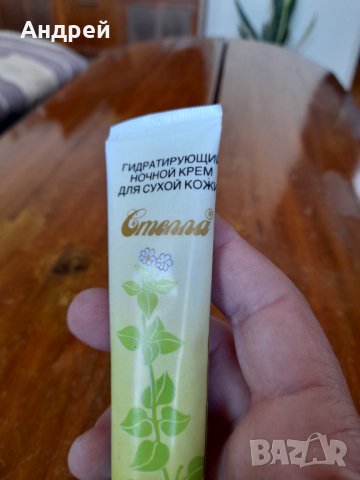 Андрей
ГИДРАТИРУЮЩИЙ
НОЧНОЙ КРЕМ
ДЛЯ СУХОЙ КОЖИ
Стелла®
BAZAR